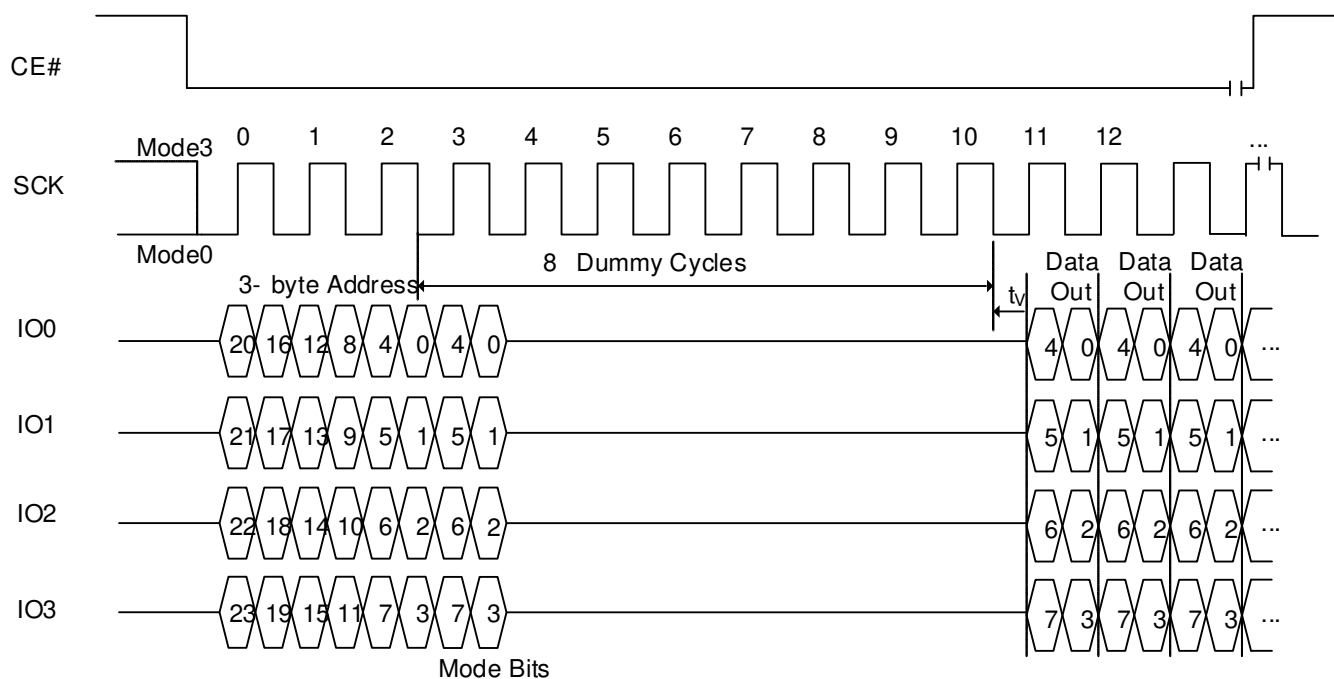 CE#
0 1 2 3 4 5 6 7 8 9 10 11 12 ...
Mode3
SCK
Mode0
8 Dummy Cycles
Data Data Data
3- byte Address
tV
Out Out Out
IO0 20 16 12 8 4 0 4 0 4 0 4 0 4 0 ...
IO1 21 17 13 9 5 1 5 1 5 1 5 1 5 1 ...
IO2 22 18 14 10 6 2 6 2 6 2 6 2 6 2 ...
IO3 23 19 15 11 7 3 7 3 7 3 7 3 7 3 ...
Mode Bits